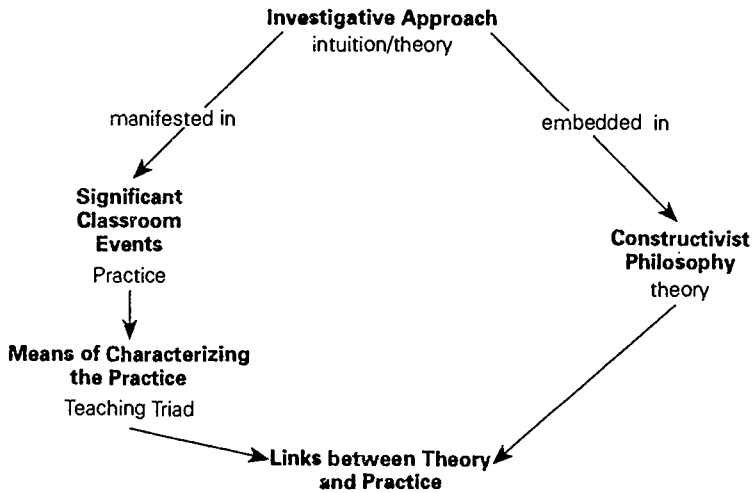 Investigative Approach
intuition/theory
manifested in
embedded in
Significant
Classroom
Events
Practice
Constructivist
Philosophy
theory
Means of Characterizing
the Practice
Teaching Triad
Links between Theory
and Practice